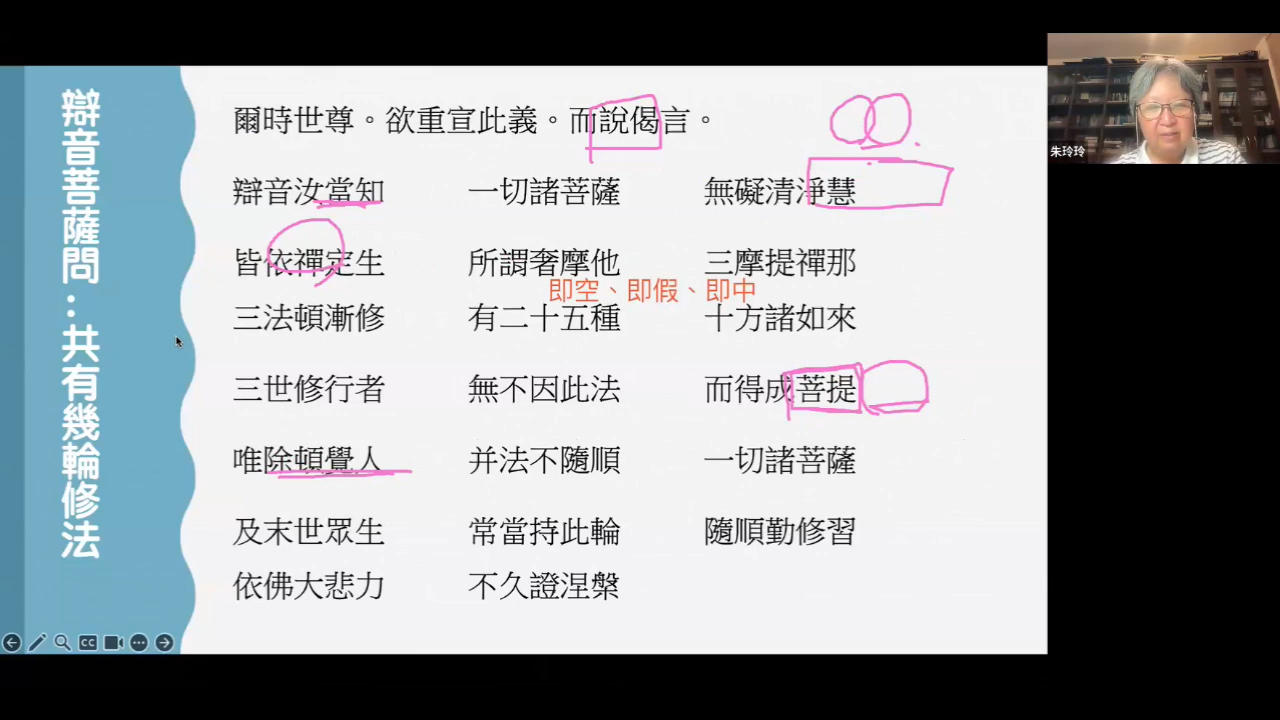 辯音菩薩問：共有幾輪修法
爾時世尊。欲重宣此義。而說偈言。
辯音汝當知 一切諸菩薩 無礙清淨慧
皆依禪定生 所謂奢摩他 三摩提禪那
即空、即假、即中
三法頓漸修 有二十五種 十方諸如來
三世修行者 無不因此法 而得成菩提
唯除頓覺人 并法不隨順 一切諸菩薩
及末世眾生 常當持此輪 隨順勤修習
依佛大悲力 不久證涅槃
朱玲玲
CC